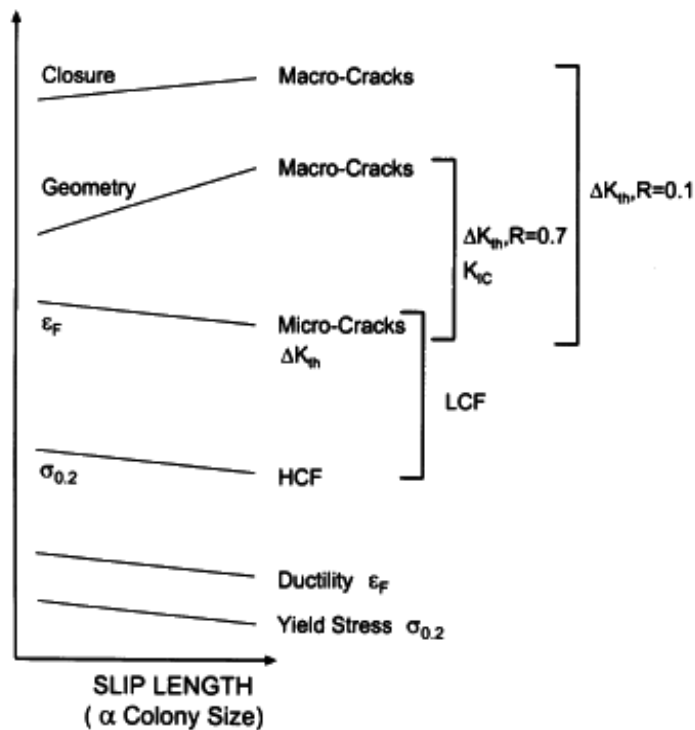 Closure
Macro-Cracks
Geometry
Macro-Cracks
ΔKth,R=0.1
ΔKth,R=0.7
KIC
εF
Micro-Cracks
ΔKth
LCF
σ0.2
HCF
Ductility εF
Yield Stress σ0.2
SLIP LENGTH
( α Colony Size)